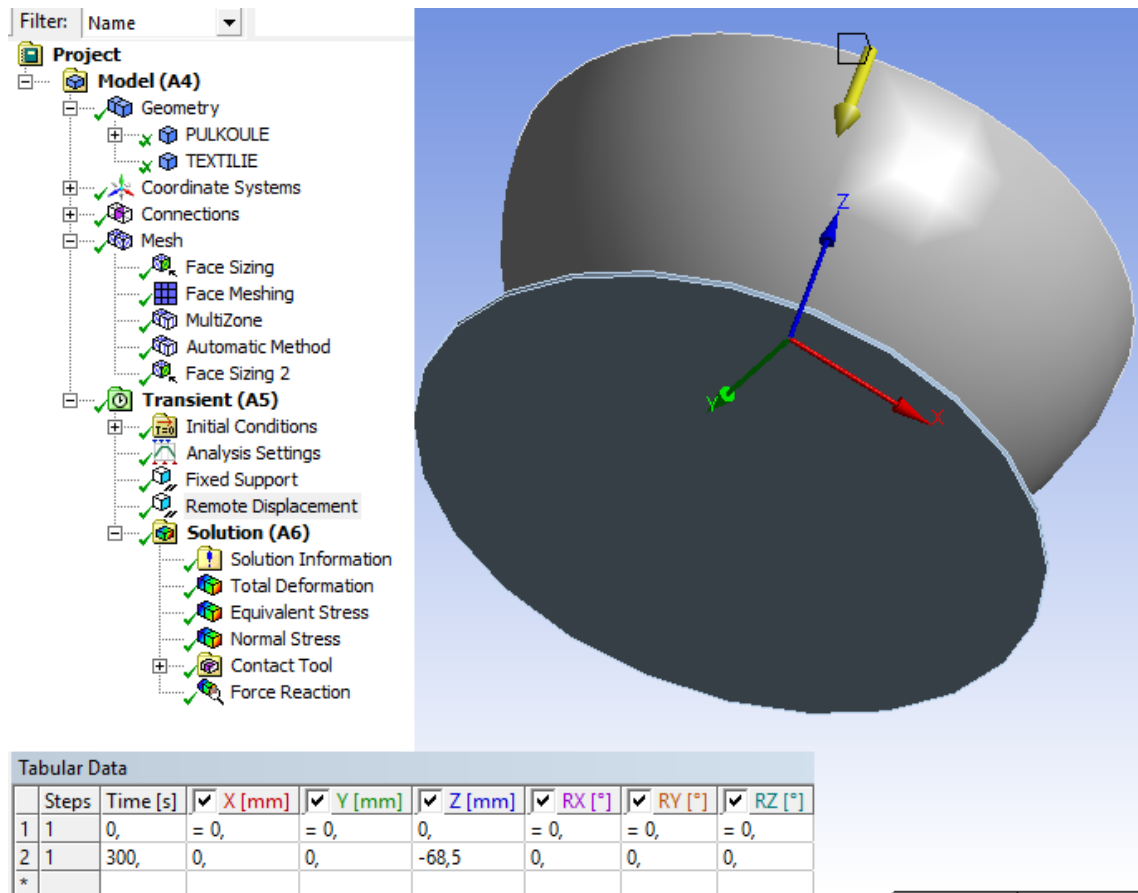 Filter: Name
Project
Model (A4)
Geometry
PULKOULE
TEXTILIE
Coordinate Systems
Connections
Mesh
Face Sizing
Face Meshing
MultiZone
Automatic Method
Face Sizing 2
Transient (A5)
Initial Conditions
T=0
Analysis Settings
Fixed Support
Remote Displacement
Solution (A6)
Solution Information
Total Deformation
Equivalent Stress
Normal Stress
Contact Tool
Force Reaction
Z
X
Y
Tabular Data
Steps Time [s] X [mm] Y [mm] Z [mm] RX [°] RY [°] RZ [°]
1 1 0, = 0, = 0, 0, = 0, = 0, = 0,
2 1 300, 0, 0, -68,5 0, 0, 0,
*